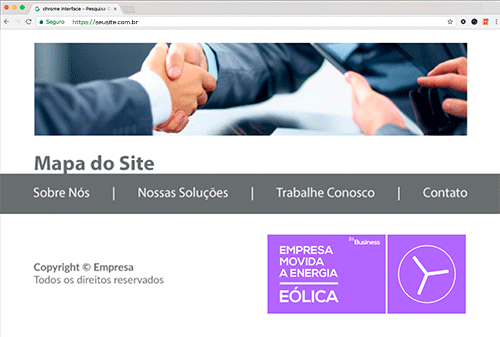 chrome interface - Pesquisa G
Seguro https://seusite.com.br
Mapa do Site
Sobre Nós | Nossas Soluções | Trabalhe Conosco | Contato
Business
EMPRESA
MOVIDA
A ENERGIA
EÓLICA
Copyright © Empresa
Todos os direitos reservados